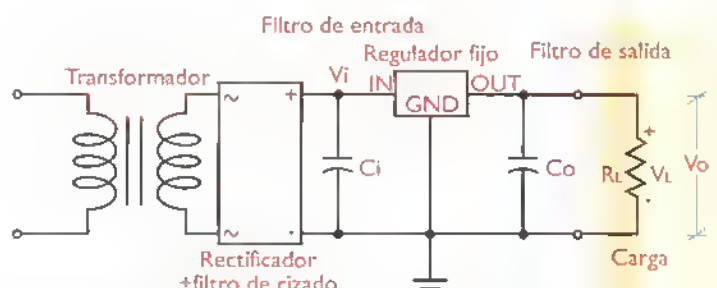 Filtro de entrada
Transformador
Vi
Regulador fijo
Filtro de salida
IN
OUT
GND
~
+
Ci
Co
RL
+
VL
-
Vo
~
-
Rectificador
+filtro de rizado
Carga